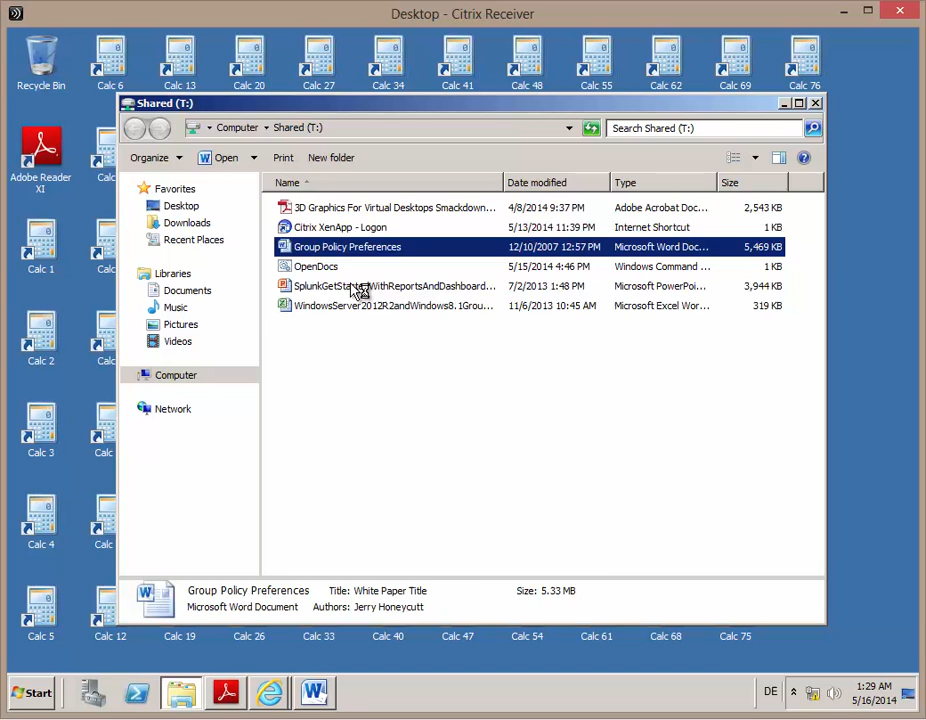 Desktop - Citrix Receiver
Recycle Bin
Calc 6
Calc 13
Calc 20
Calc 27
Calc 34
Calc 41
Calc 48
Calc 55
Calc 62
Calc 69
Calc 76
Shared (T:)
Computer Shared (T:)
Search Shared (T:)
Organize
Open
Print
New folder
Name
Date modified
Type
Size
Favorites
Desktop
Downloads
Recent Places
Libraries
Documents
Music
Pictures
Videos
Computer
Network
3D Graphics For Virtual Desktops Smackdown... 4/8/2014 9:37 PM Adobe Acrobat Doc... 2,543 KB
Citrix XenApp - Logon 5/13/2014 11:39 PM Internet Shortcut 1 KB
Group Policy Preferences 12/10/2007 12:57 PM Microsoft Word Doc... 5,469 KB
OpenDocs 5/15/2014 4:46 PM Windows Command ... 1 KB
SplunkGetStartedWithReportsAndDashboard... 7/2/2013 1:48 PM Microsoft PowerPoi... 3,944 KB
WindowsServer2012R2andWindows8.1Grou... 11/6/2013 10:45 AM Microsoft Excel Wor... 319 KB
Group Policy Preferences Title: White Paper Title Size: 5.33 MB
Microsoft Word Document Authors: Jerry Honeycutt
Adobe Reader
XI
Calc
Calc 1
Calc 2
Calc 3
Calc 4
Calc 5
Calc 12
Calc 19
Calc 26
Calc 33
Calc 40
Calc 47
Calc 54
Calc 61
Calc 68
Calc 75
Start
DE
1:29 AM
5/16/2014